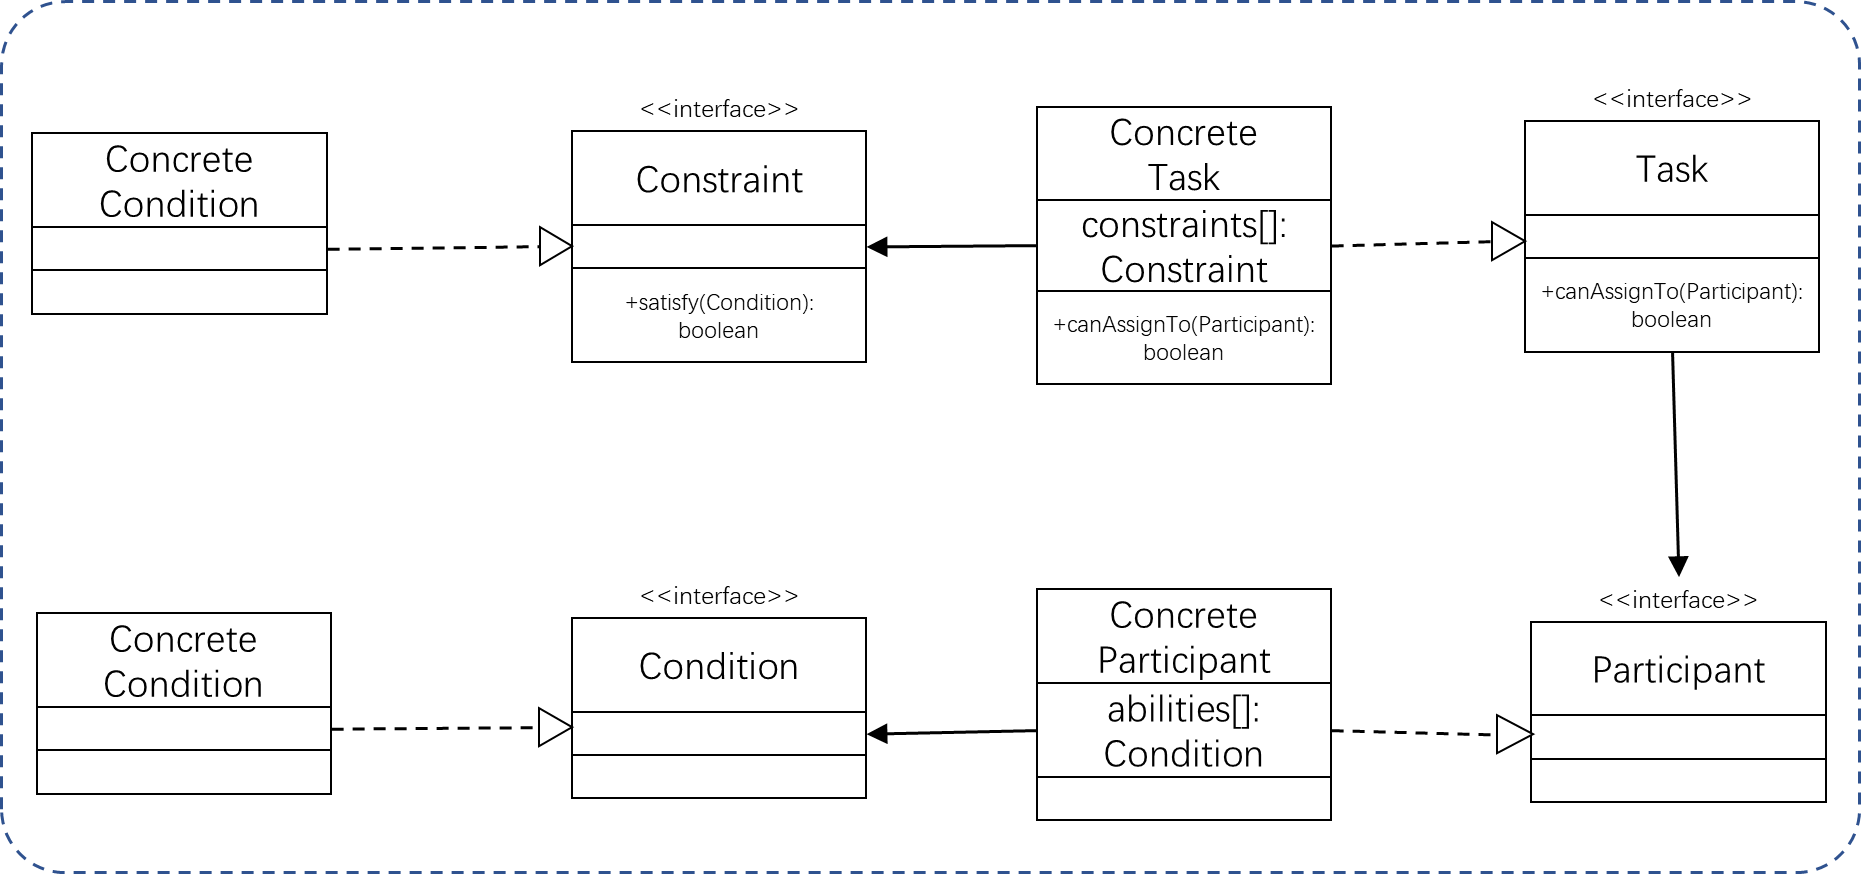 Concrete
Condition
<<interface>>
Constraint
+satisfy(Condition):
boolean
Concrete
Task
constraints[]:
Constraint
+canAssignTo(Participant):
boolean
<<interface>>
Task
+canAssignTo(Participant):
boolean
Concrete
Condition
<<interface>>
Condition
Concrete
Participant
abilities[]:
Condition
<<interface>>
Participant